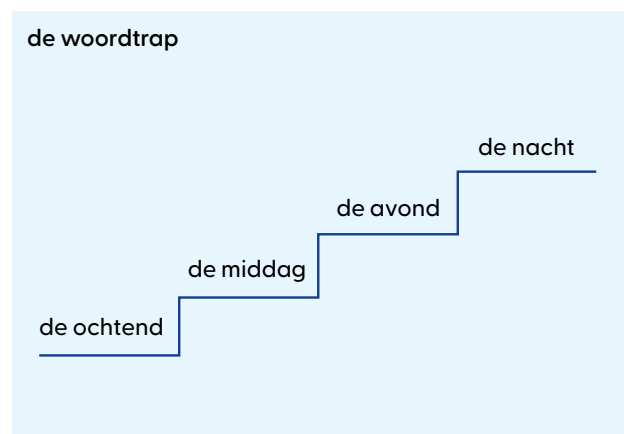 de woordtrap
de nacht
de avond
de middag
de ochtend